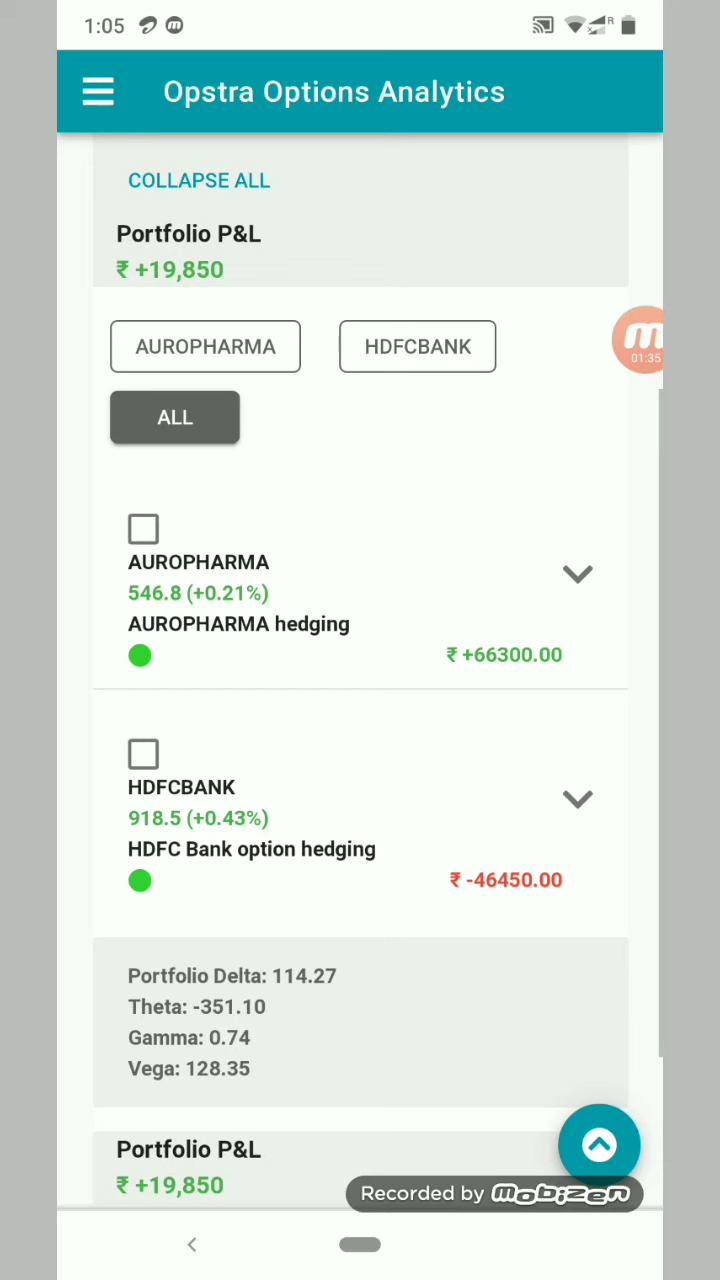 1:05
R
Opstra Options Analytics
COLLAPSE ALL
Portfolio P&L
₹ +19,850
AUROPHARMA
HDFCBANK
01:35
ALL
AUROPHARMA
546.8 (+0.21%)
AUROPHARMA hedging
₹ +66300.00
HDFCBANK
918.5 (+0.43%)
HDFC Bank option hedging
₹ -46450.00
Portfolio Delta: 114.27
Theta: -351.10
Gamma: 0.74
Vega: 128.35
Portfolio P&L
₹ +19,850
Recorded by mobizen